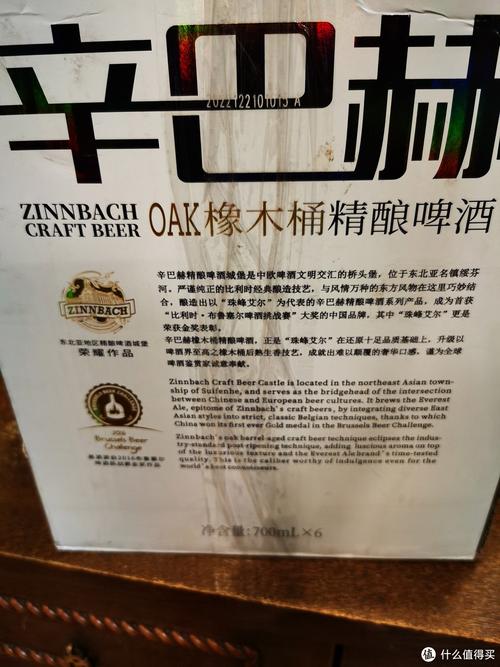 辛巴赫
2022122101013 A
ZINNBACH
CRAFT BEER
OAK橡木桶精酿啤酒
ZINNBACH
东北亚地区精酿啤酒城堡
荣耀作品
辛巴赫精酿啤酒城堡是中欧啤酒文明交汇的桥头堡，位于东北亚名镇绥芬
河。严谨纯正的比利时经典酿造技艺，与风情万种的东方风物在这里巧妙结
合，酿造出以“珠峰艾尔”为代表的辛巴赫精酿啤酒系列产品，成为首获
“比利时·布鲁塞尔啤酒挑战赛”大奖的中国品牌，其中“珠峰艾尔”更是
荣获金奖表彰。
辛巴赫橡木桶精酿啤酒，正是“珠峰艾尔”在还原十足品质基础上，升级以
啤酒界至高之橡木桶后熟生香技艺，成就出难以颠覆的奢华口感，谨为全球
啤酒鉴赏家诚意奉献。
Zinnbach Craft Beer Castle is located in the northeast Asian town-
ship of Suifenhe, and serves as the bridgehead of the intersection
between Chinese and European beer cultures. It brews the Everest
Ale, epitome of Zinnbach's craft beers, by integrating diverse East
Asian styles into strict, classic Belgian techniques, thanks to which
China won its first ever Gold medal in the Brussels Beer Challenge.
Zinnbach's oak barrel-aged craft beer technique eclipses the indus-
try-standard post-ripening technique, adding luscious aroma on top
of the luxurious texture and the Everest Ale brand's time-tested
quality. This is the caliber worthy of indulgence even for the
world's beer connoisseurs.
2016
Brussels Beer
Challenge
净含量:700mL×6
值 什么值得买